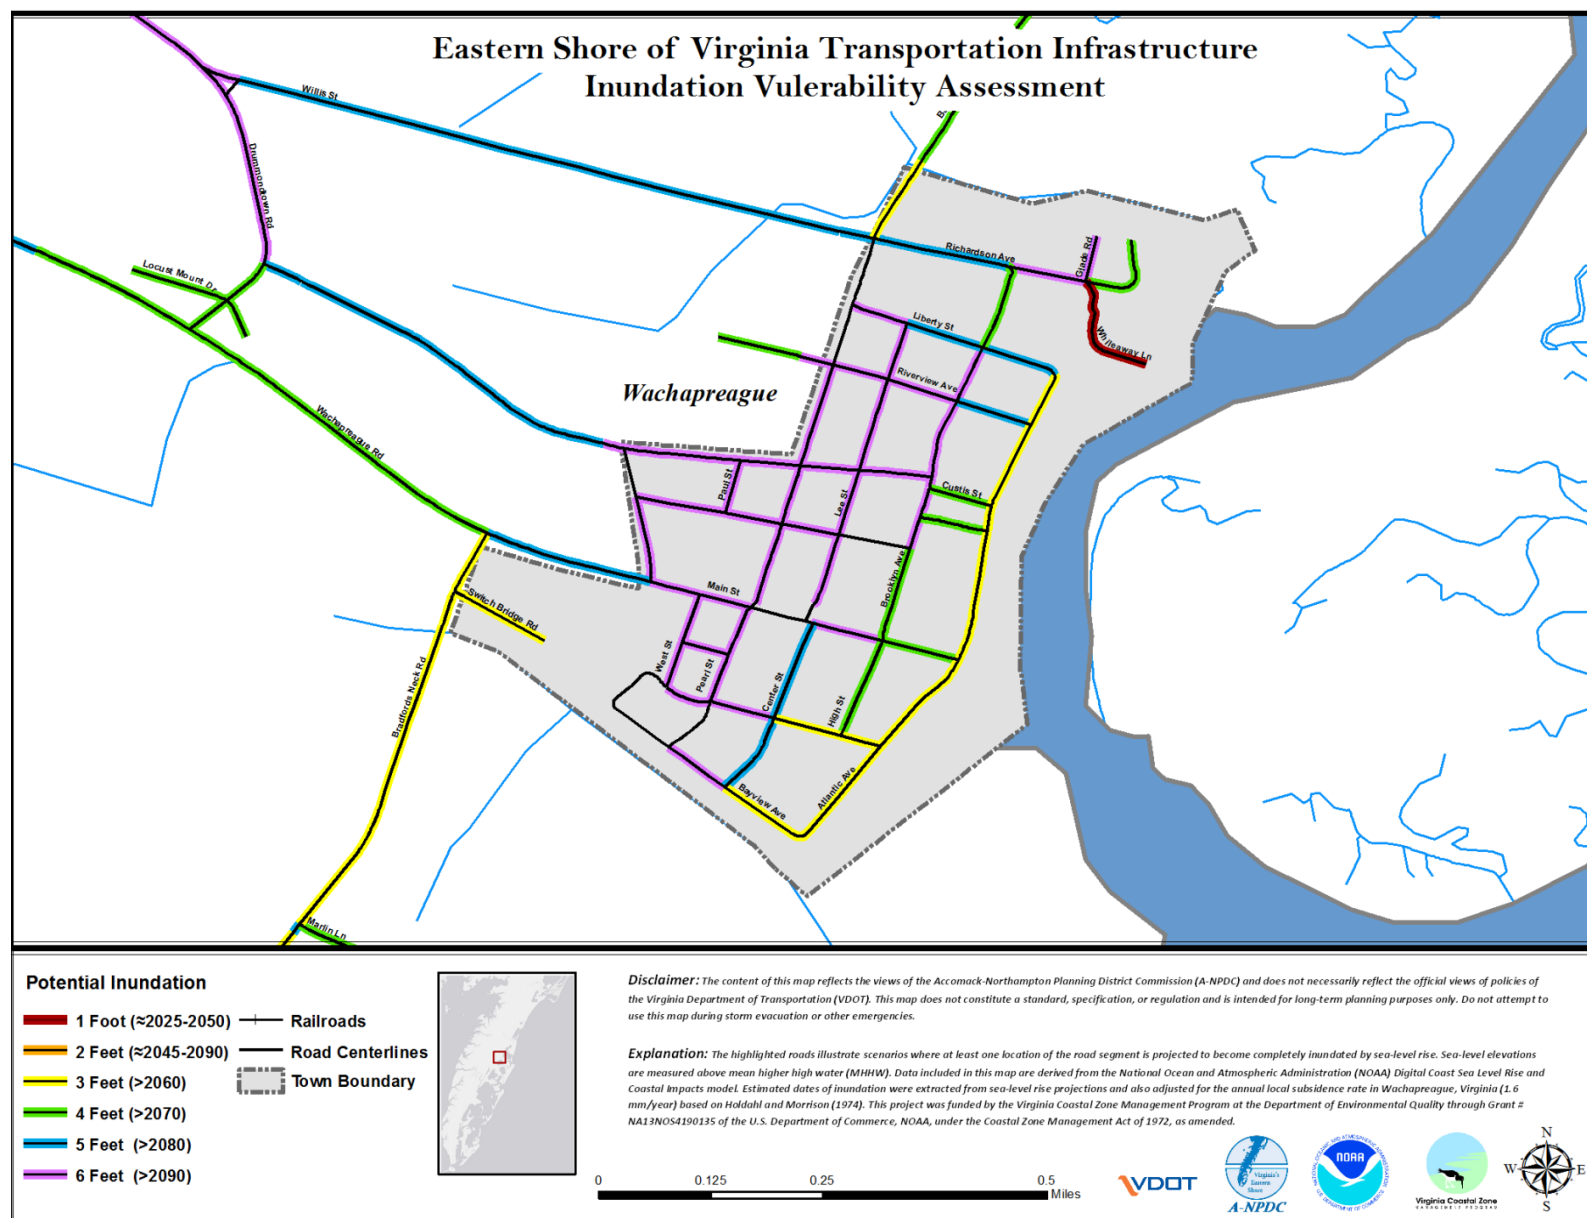 Eastern Shore of Virginia Transportation Infrastructure
Inundation Vulerability Assessment
Willis St
Drummondtown Rd
Locust Mount Dr
Wachapreague Rd
Richardson Ave
Glade Rd
Whileaway Ln
Liberty St
Riverview Ave
Wachapreague
Paul St
Lee St
Custis St
Brooklyn Ave
Main St
Switch Bridge Rd
Bradfords Neck Rd
West St
Pearl St
Center St
High St
Bayview Ave
Atlantic Ave
Marlin Ln
Potential Inundation
1 Foot (≈2025-2050)
2 Feet (≈2045-2090)
3 Feet (>2060)
4 Feet (>2070)
5 Feet (>2080)
6 Feet (>2090)
Railroads
Road Centerlines
Town Boundary
Disclaimer: The content of this map reflects the views of the Accomack-Northampton Planning District Commission (A-NPDC) and does not necessarily reflect the official views of policies of
the Virginia Department of Transportation (VDOT). This map does not constitute a standard, specification, or regulation and is intended for long-term planning purposes only. Do not attempt to
use this map during storm evacuation or other emergencies.
Explanation: The highlighted roads illustrate scenarios where at least one location of the road segment is projected to become completely inundated by sea-level rise. Sea-level elevations
are measured above mean higher high water (MHHW). Data included in this map are derived from the National Ocean and Atmospheric Administration (NOAA) Digital Coast Sea Level Rise and
Coastal Impacts model. Estimated dates of inundation were extracted from sea-level rise projections and also adjusted for the annual local subsidence rate in Wachapreague, Virginia (1.6
mm/year) based on Holdahl and Morrison (1974). This project was funded by the Virginia Coastal Zone Management Program at the Department of Environmental Quality through Grant #
NA13NOS4190135 of the U.S. Department of Commerce, NOAA, under the Coastal Zone Management Act of 1972, as amended.
0 0.125 0.25 0.5
Miles
VDOT
Virginia's
Eastern
Shore
A-NPDC
NOAA
Virginia Coastal Zone
MANAGEMENT PROGRAM
N
W E
S